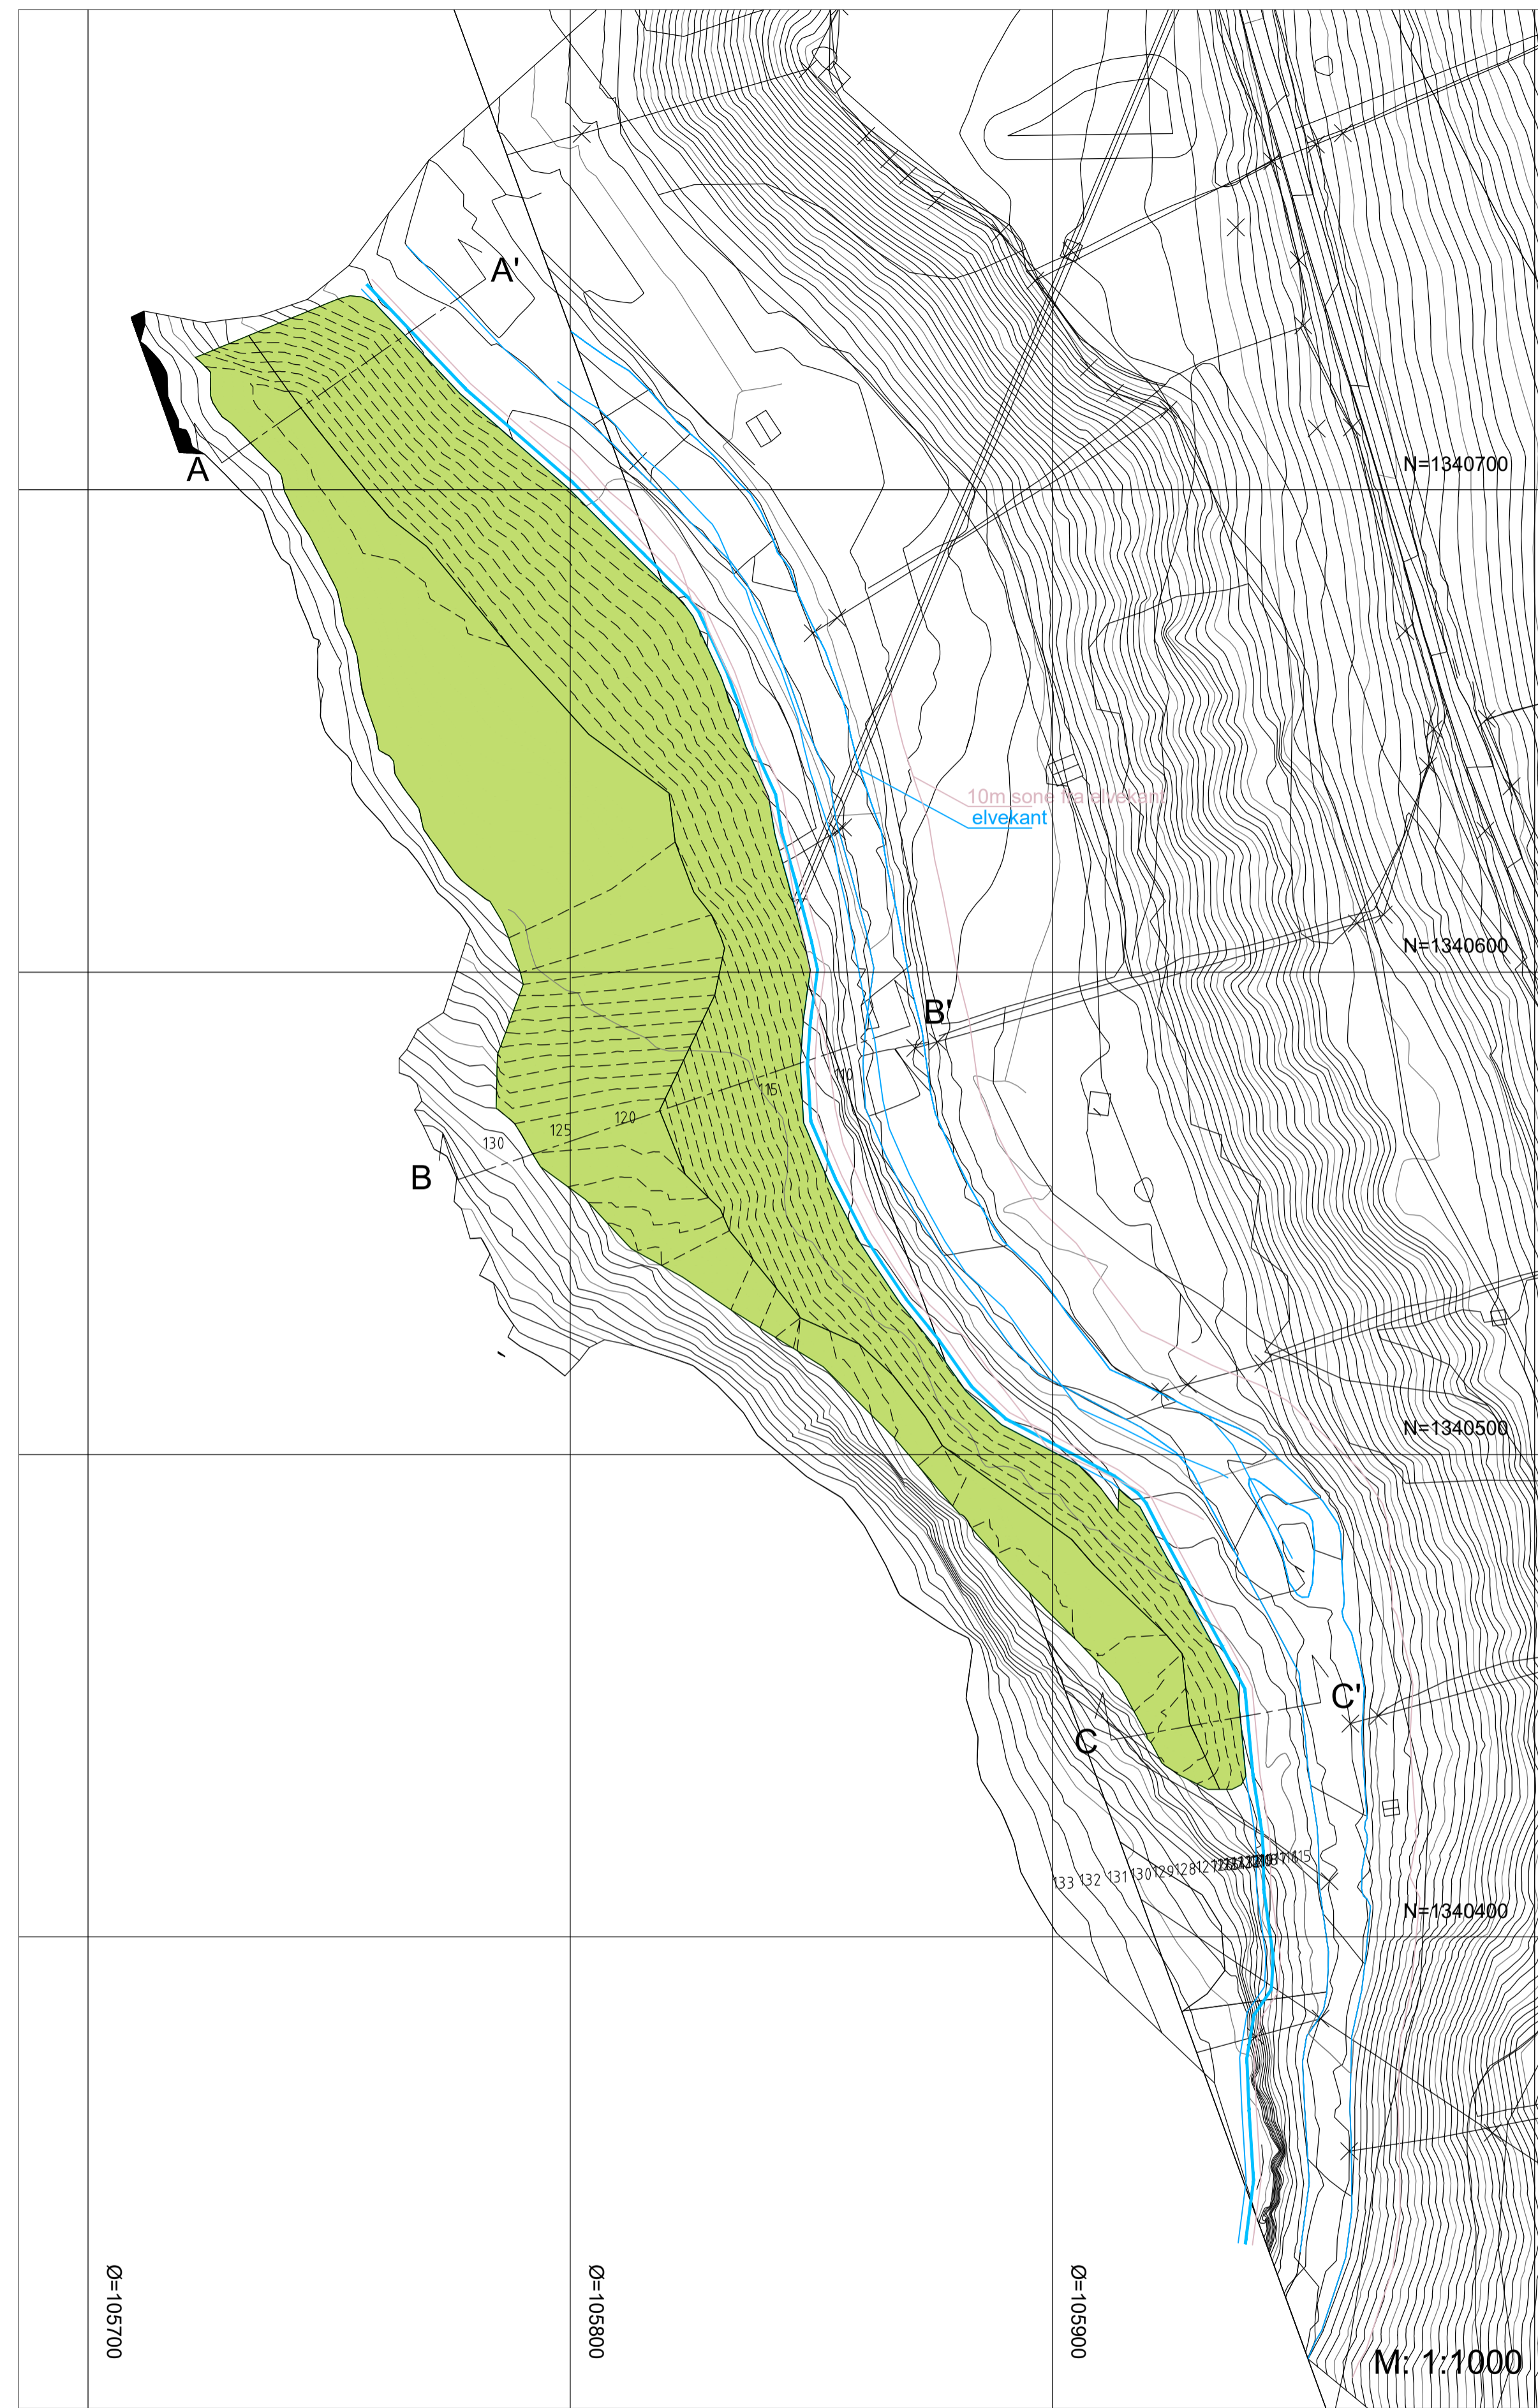 A'
A
N=1340700
10m sone fra elvekant
elvekant
N=1340600
B'
110
115
120
125
130
B
N=1340500
C'
C
133 132 131 130 129 128
115
N=1340400
Ø=105700
Ø=105800
Ø=105900
M: 1:1000